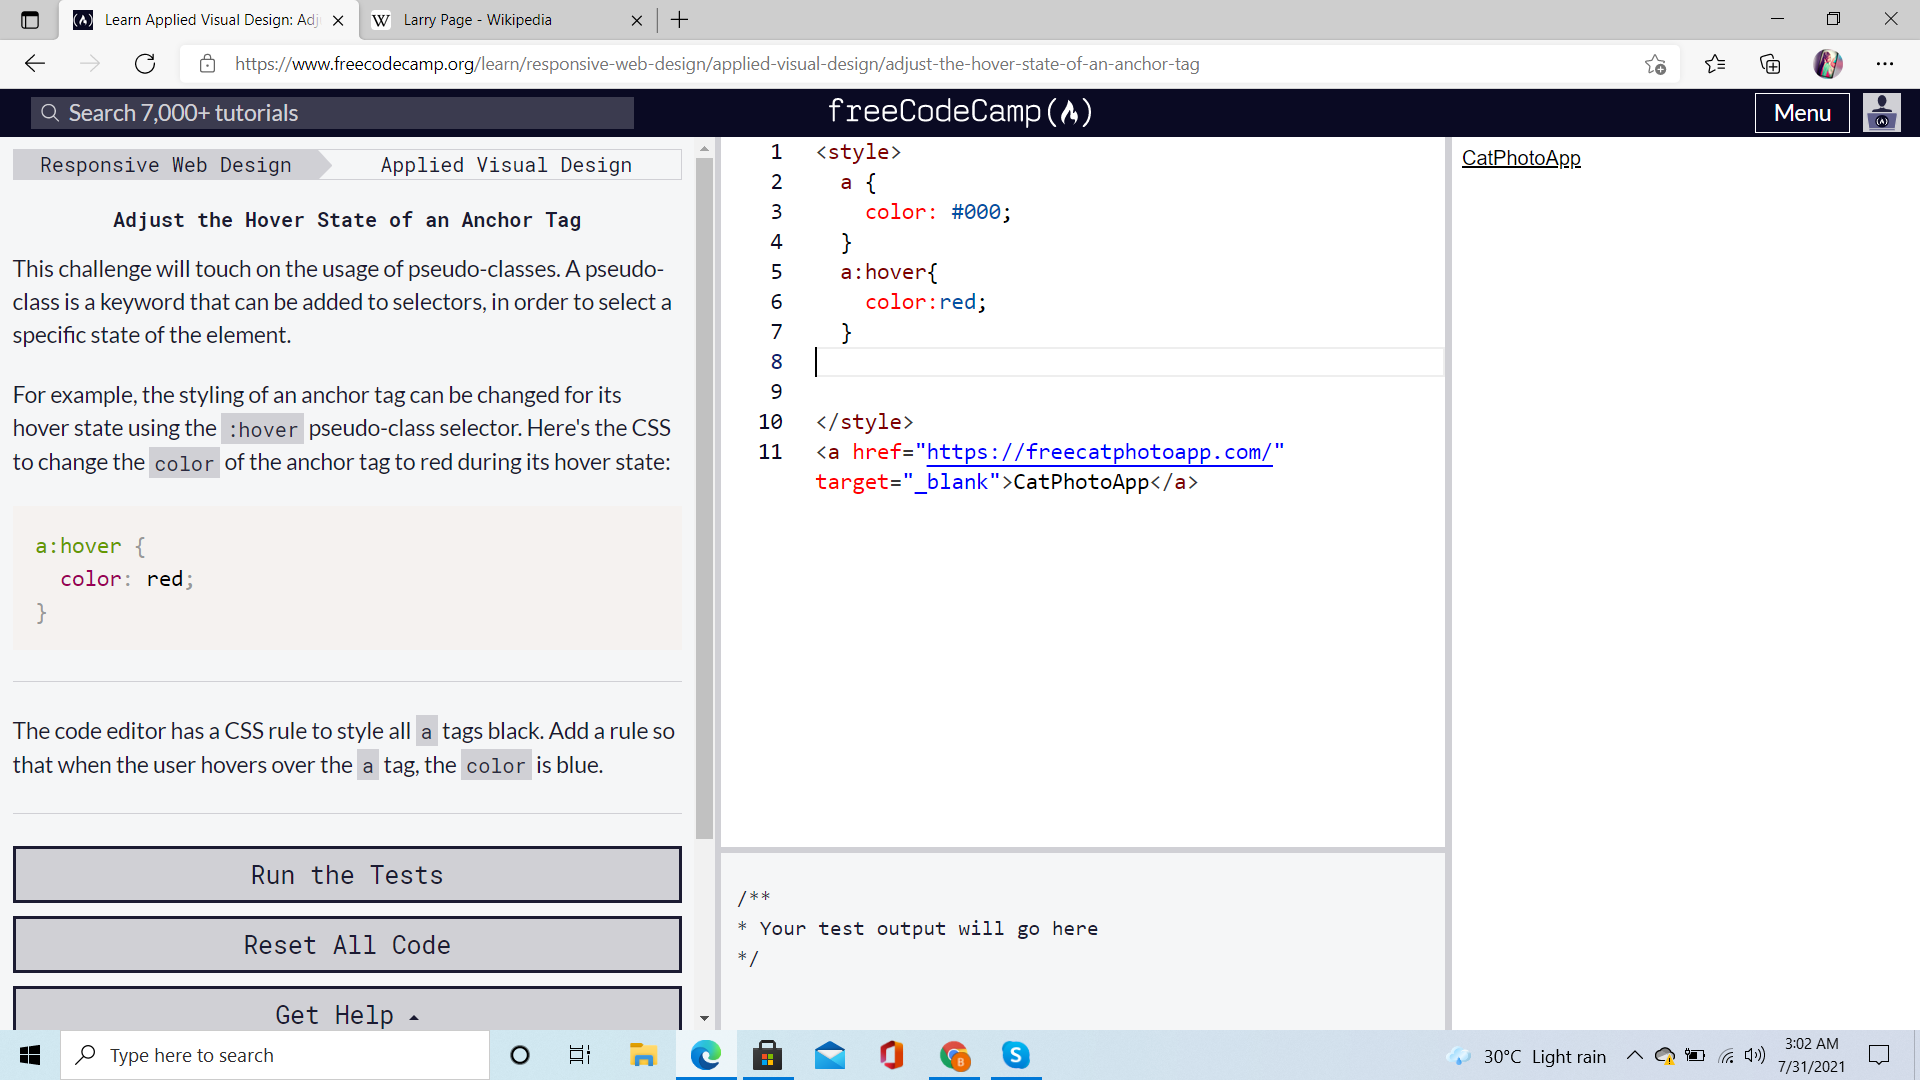 Learn Applied Visual Design: Adj
Larry Page - Wikipedia
https://www.freecodecamp.org/learn/responsive-web-design/applied-visual-design/adjust-the-hover-state-of-an-anchor-tag
Search 7,000+ tutorials
freeCodeCamp
Menu
Responsive Web Design
Applied Visual Design
Adjust the Hover State of an Anchor Tag
This challenge will touch on the usage of pseudo-classes. A pseudo-
class is a keyword that can be added to selectors, in order to select a
specific state of the element.
For example, the styling of an anchor tag can be changed for its
hover state using the :hover pseudo-class selector. Here's the CSS
to change the color of the anchor tag to red during its hover state:
a:hover {
color: red;
}
The code editor has a CSS rule to style all a tags black. Add a rule so
that when the user hovers over the a tag, the color is blue.
Run the Tests
Reset All Code
Get Help
1 <style>
2 a {
3 color: #000;
4 }
5 a:hover{
6 color:red;
7 }
8
9
10 </style>
11 <a href="https://freecatphotoapp.com/"
target="_blank">CatPhotoApp</a>
/**
* Your test output will go here
*/
CatPhotoApp
Type here to search
30°C Light rain
3:02 AM
7/31/2021